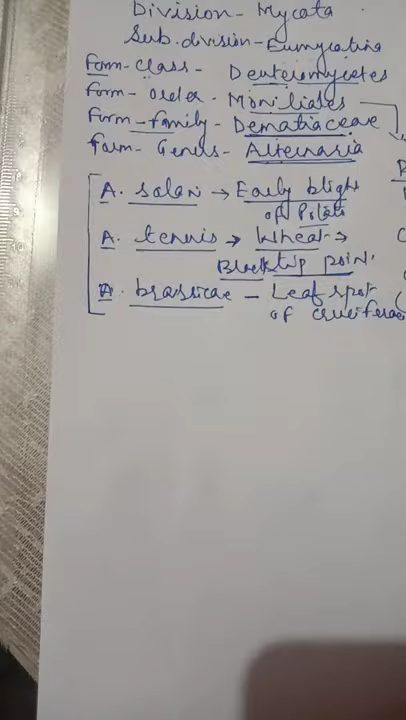 Division - Mycota
Sub.division - Eumycotina
Form - Class - Deuteromycetes
Form - Order - Moniliales
Form - family - Dematiaceae
Form - Genus - Alternaria
A. solani → Early blight
of Potato
A. tenuis → Wheat →
Black tip point
A. brassicae - Leaf spot
of cruciferae